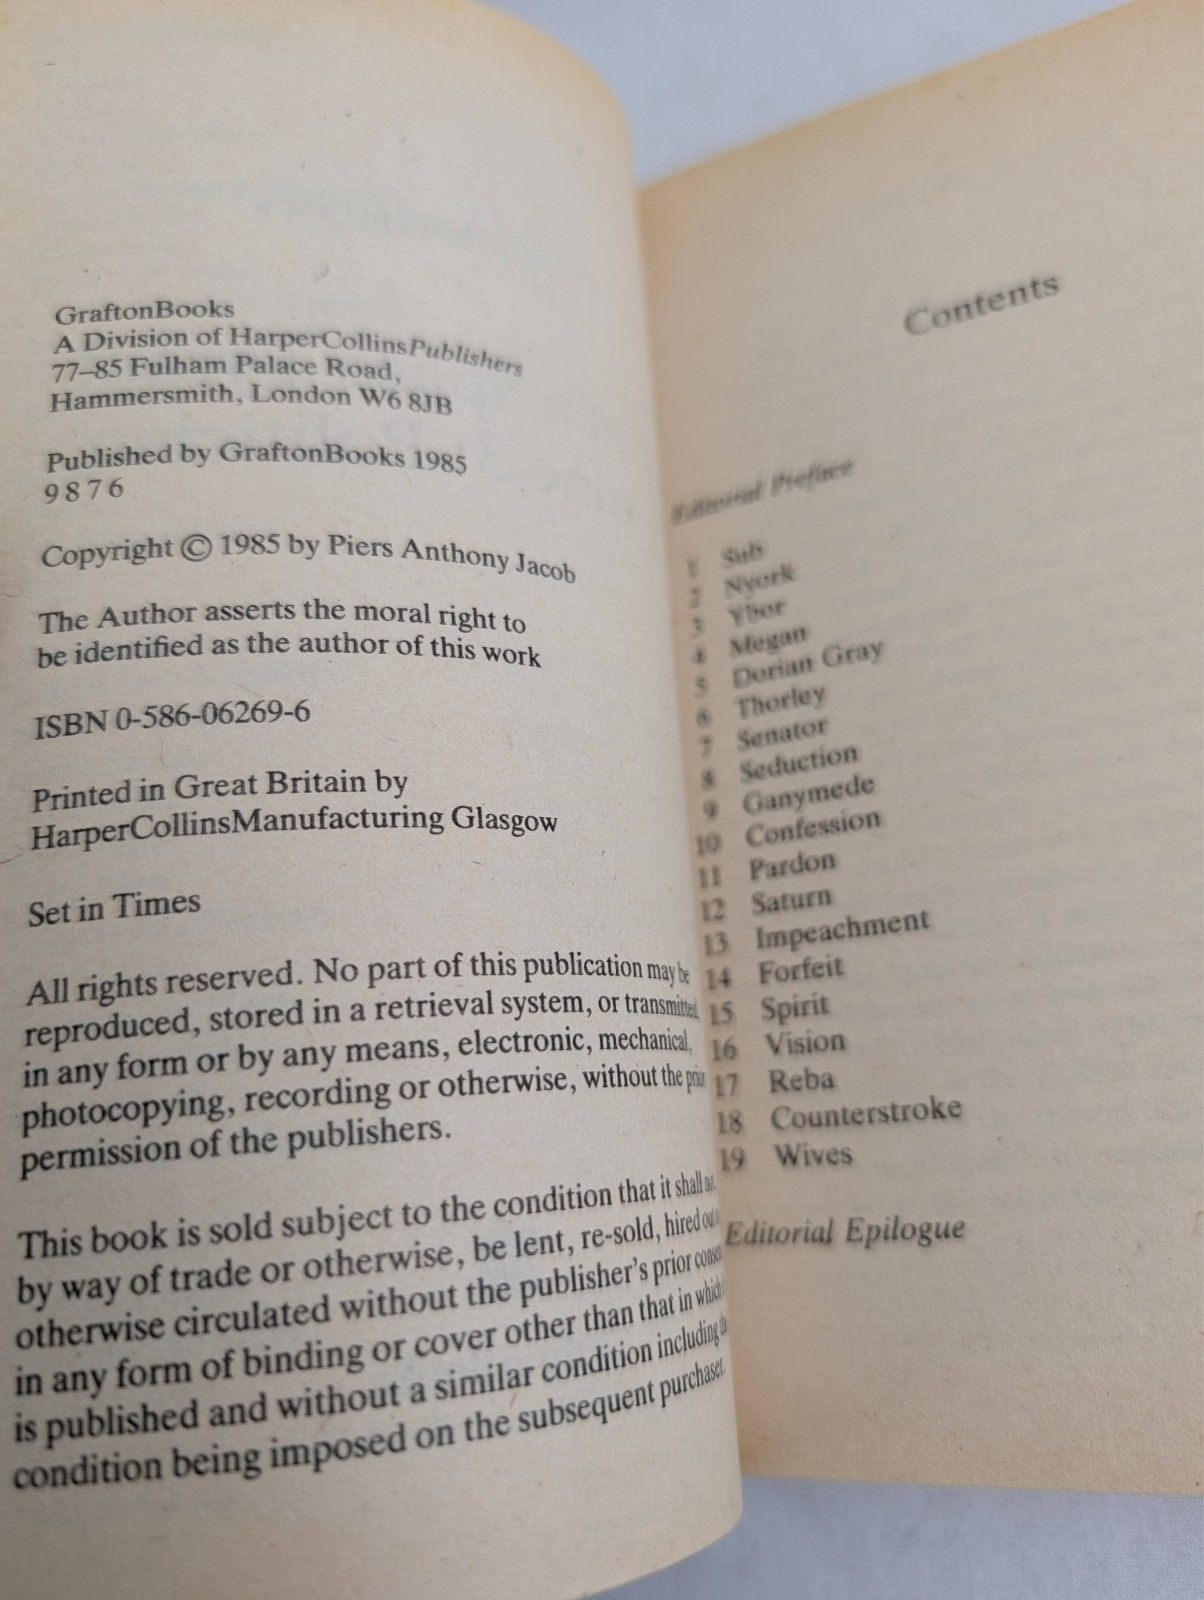 GraftonBooks
A Division of HarperCollinsPublishers
77–85 Fulham Palace Road,
Hammersmith, London W6 8JB
Published by GraftonBooks 1985
9 8 7 6
Copyright © 1985 by Piers Anthony Jacob
The Author asserts the moral right to
be identified as the author of this work
ISBN 0-586-06269-6
Printed in Great Britain by
HarperCollinsManufacturing Glasgow
Set in Times
All rights reserved. No part of this publication may be
reproduced, stored in a retrieval system, or transmitted,
in any form or by any means, electronic, mechanical,
photocopying, recording or otherwise, without the prior
permission of the publishers.
This book is sold subject to the condition that it shall not,
by way of trade or otherwise, be lent, re-sold, hired out
otherwise circulated without the publisher's prior consent
in any form of binding or cover other than that in which
is published and without a similar condition including this
condition being imposed on the subsequent purchaser.
Contents
Editorial Preface
1 Sub
2 Nyork
3 Ybor
4 Megan
5 Dorian Gray
6 Thorley
7 Senator
8 Seduction
9 Ganymede
10 Confession
11 Pardon
12 Saturn
13 Impeachment
14 Forfeit
15 Spirit
16 Vision
17 Reba
18 Counterstroke
19 Wives
Editorial Epilogue